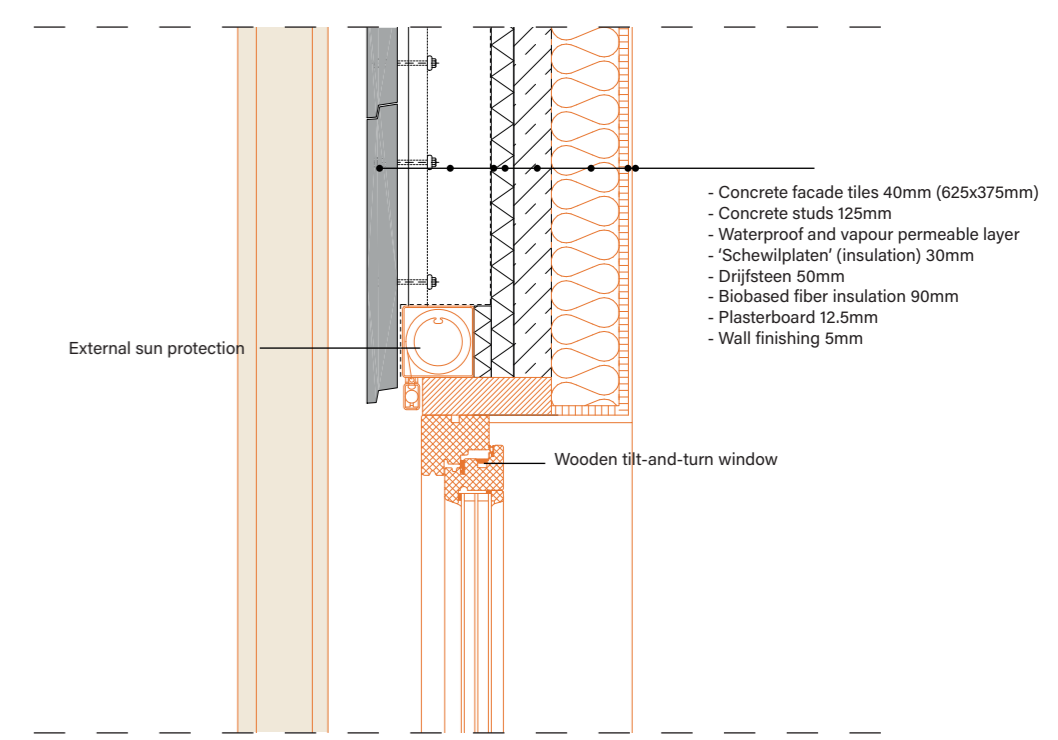 - Concrete facade tiles 40mm (625x375mm)
- Concrete studs 125mm
- Waterproof and vapour permeable layer
- ‘Schewilplaten’ (insulation) 30mm
- Drijfsteen 50mm
- Biobased fiber insulation 90mm
- Plasterboard 12.5mm
- Wall finishing 5mm
External sun protection
Wooden tilt-and-turn window